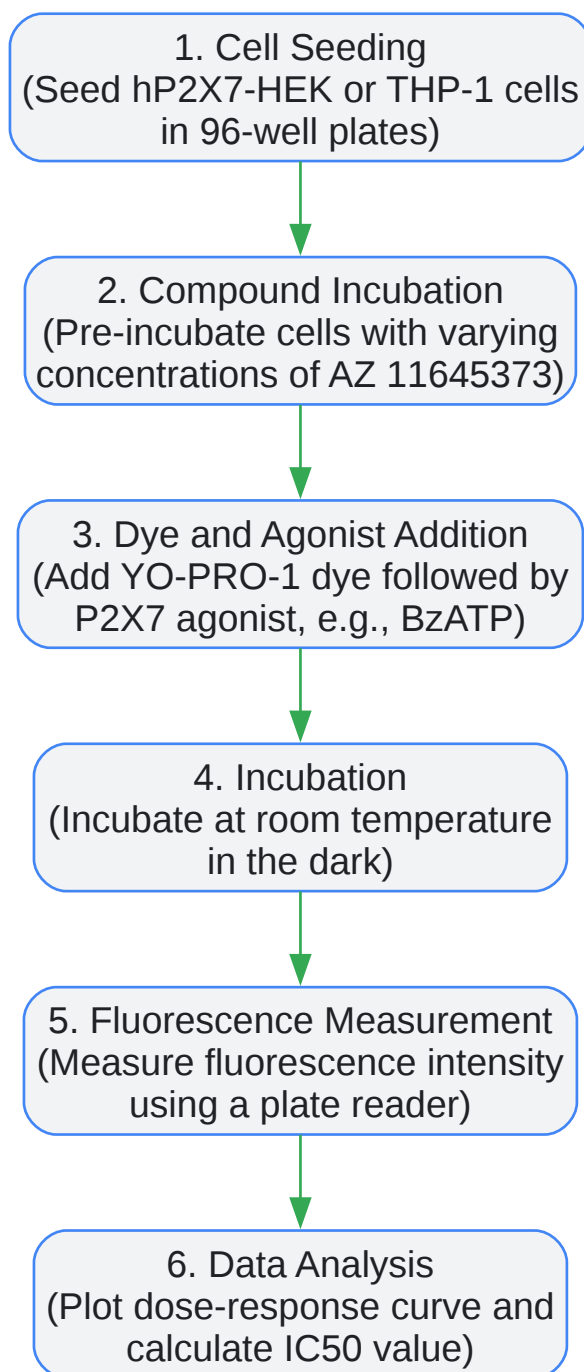 1. Cell Seeding
(Seed hP2X7-HEK or THP-1 cells
in 96-well plates)
2. Compound Incubation
(Pre-incubate cells with varying
concentrations of AZ 11645373)
3. Dye and Agonist Addition
(Add YO-PRO-1 dye followed by
P2X7 agonist, e.g., BzATP)
4. Incubation
(Incubate at room temperature
in the dark)
5. Fluorescence Measurement
(Measure fluorescence intensity
using a plate reader)
6. Data Analysis
(Plot dose-response curve and
calculate IC50 value)